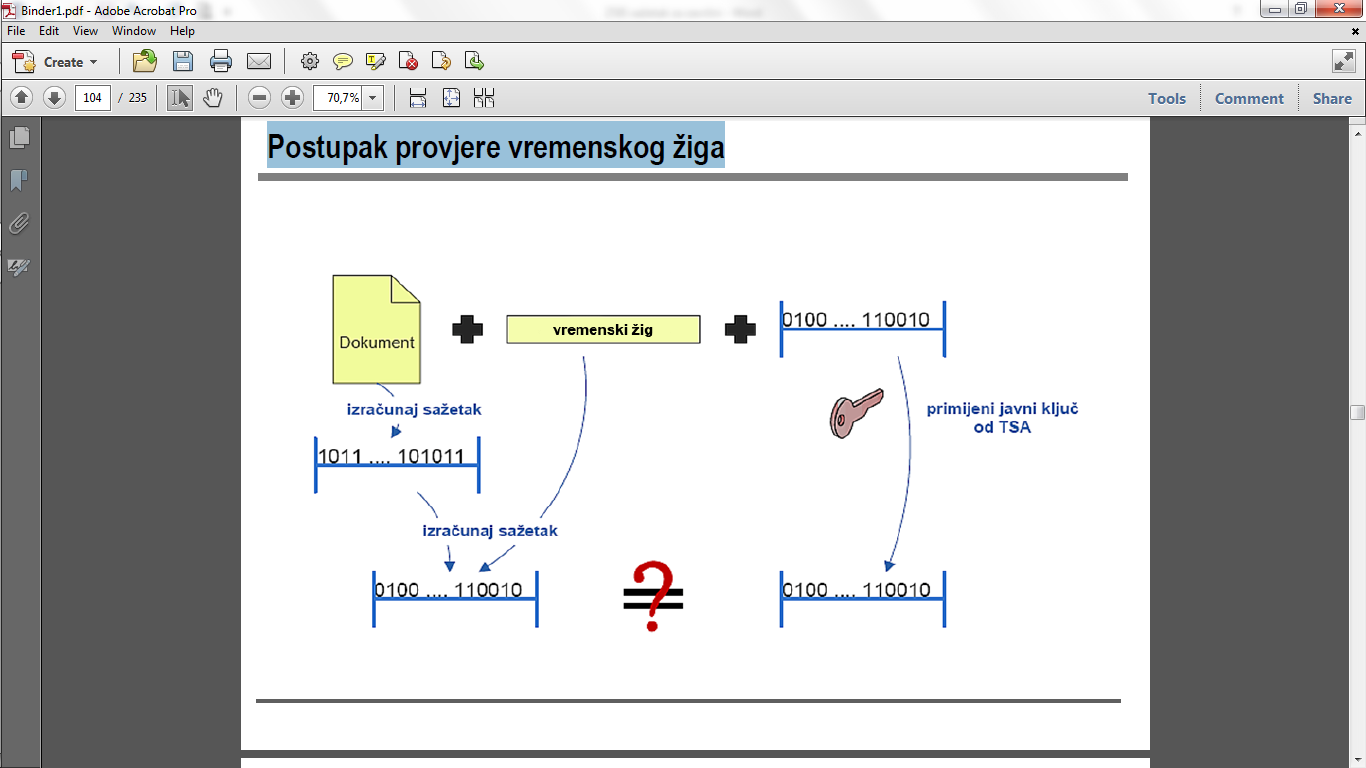 Binder1.pdf - Adobe Acrobat Pro
File Edit View Window Help
Create
104 / 235
70,7%
Tools Comment Share
Postupak provjere vremenskog žiga
Dokument
vremenski žig
0100 .... 110010
izračunaj sažetak
primijeni javni ključ
od TSA
1011 .... 101011
izračunaj sažetak
0100 .... 110010
?
0100 .... 110010